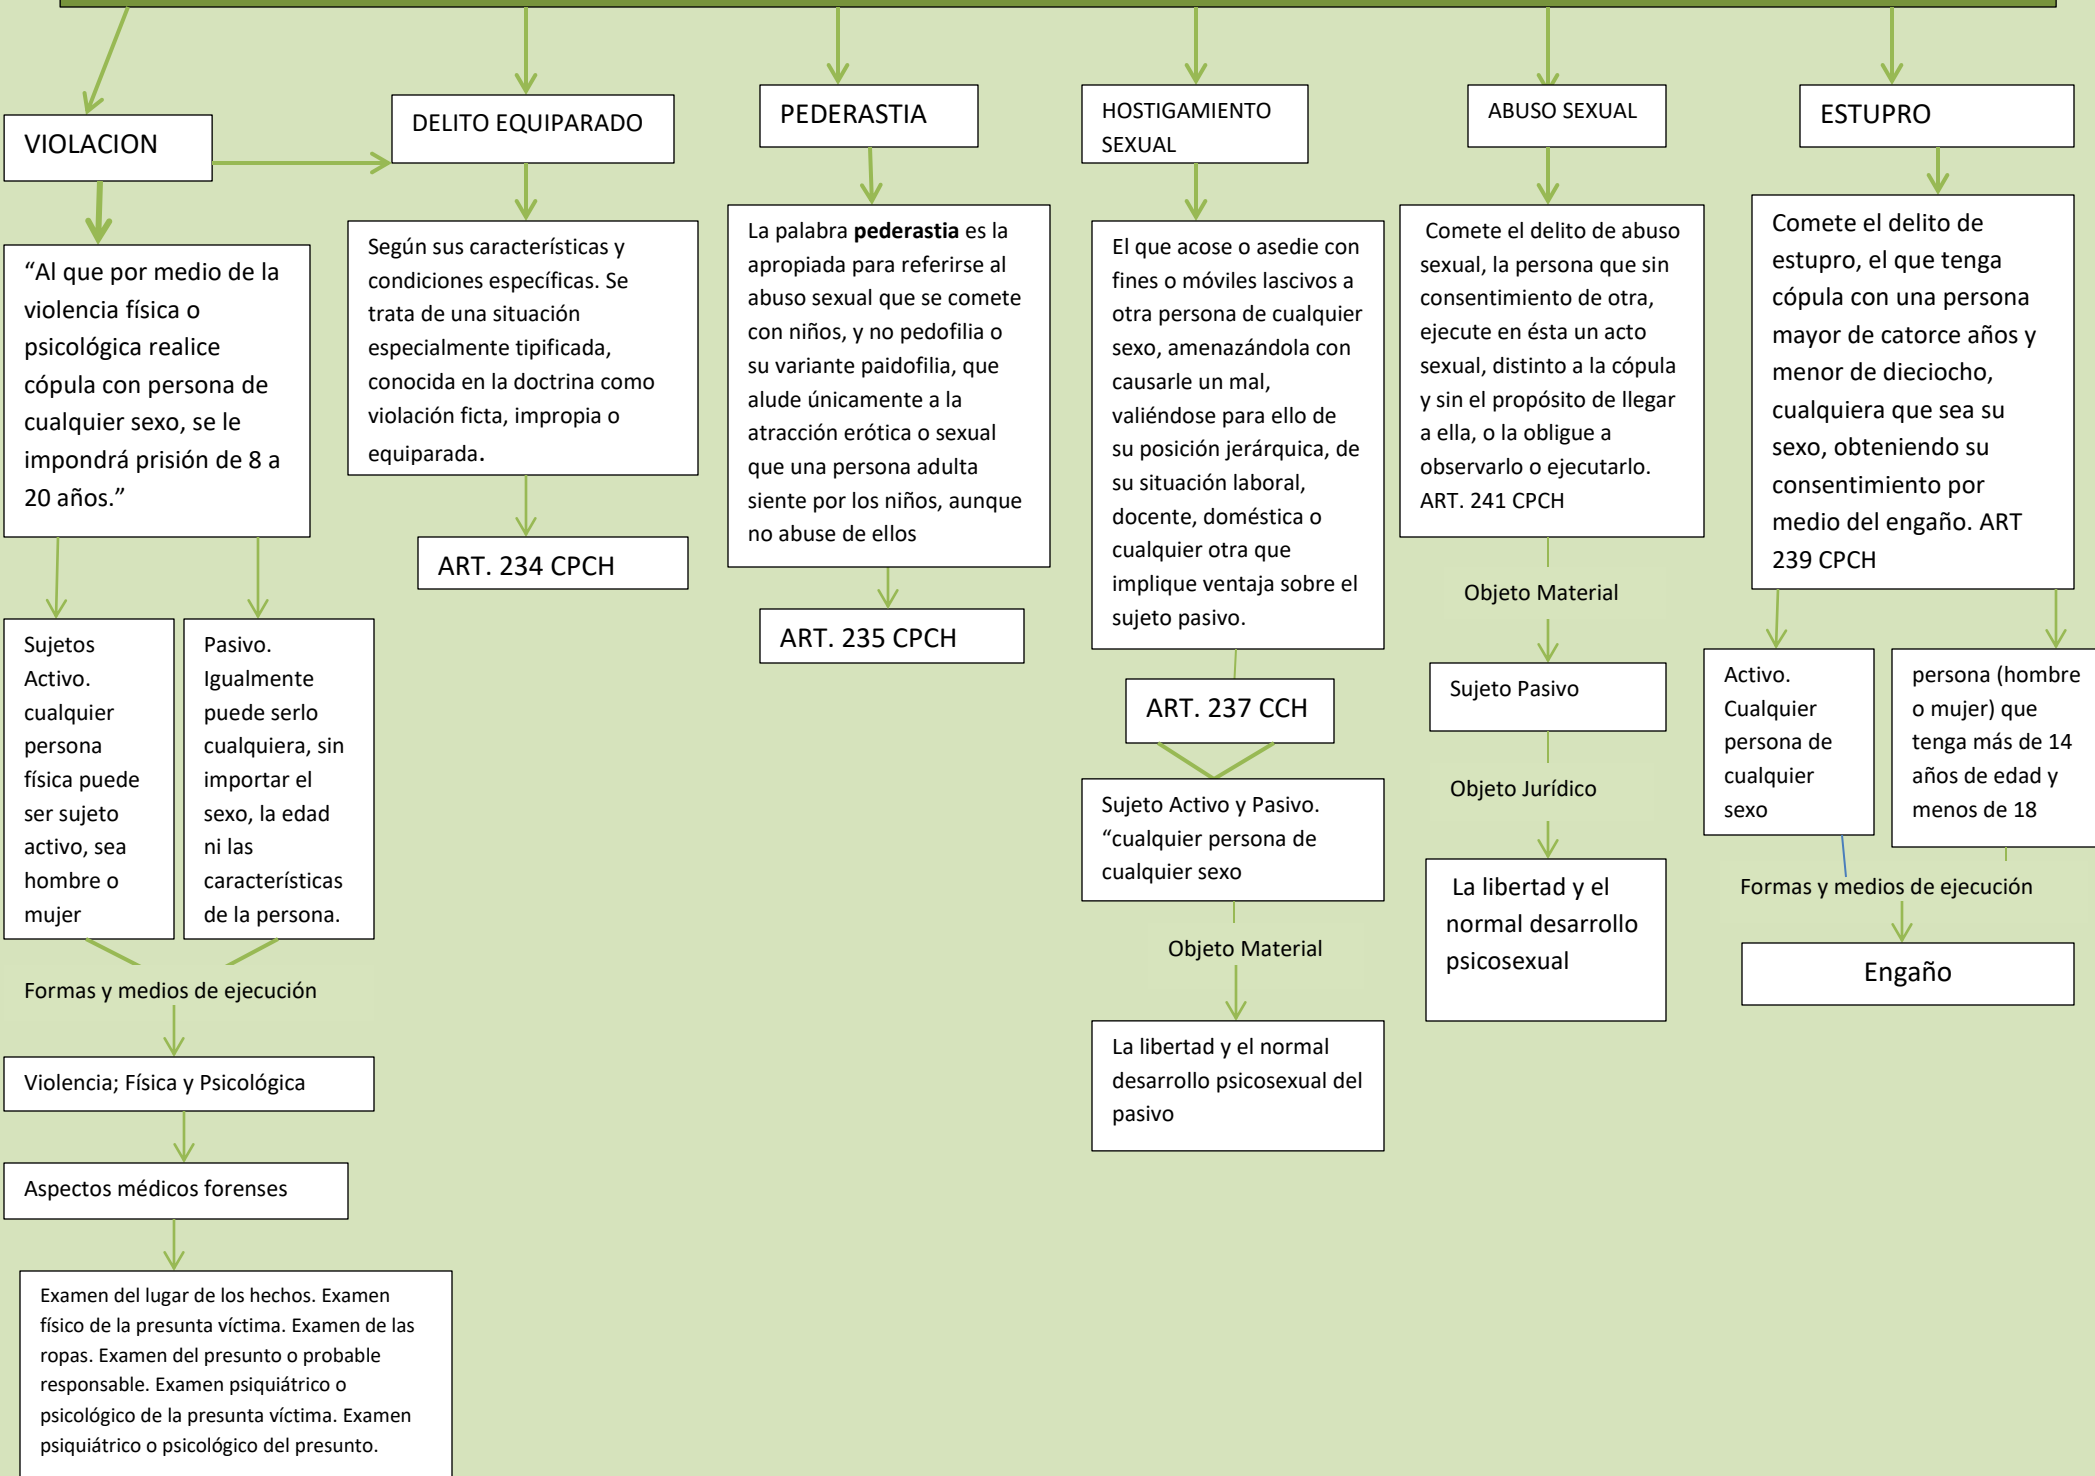 VIOLACION
DELITO EQUIPARADO
PEDERASTIA
HOSTIGAMIENTO
SEXUAL
ABUSO SEXUAL
ESTUPRO
“Al que por medio de la
violencia física o
psicológica realice
cópula con persona de
cualquier sexo, se le
impondrá prisión de 8 a
20 años.”
Sujetos
Activo.
cualquier
persona
física puede
ser sujeto
activo, sea
hombre o
mujer
Pasivo.
Igualmente
puede serlo
cualquiera, sin
importar el
sexo, la edad
ni las
características
de la persona.
Formas y medios de ejecución
Violencia; Física y Psicológica
Aspectos médicos forenses
Examen del lugar de los hechos. Examen
físico de la presunta víctima. Examen de las
ropas. Examen del presunto o probable
responsable. Examen psiquiátrico o
psicológico de la presunta víctima. Examen
psiquiátrico o psicológico del presunto.
Según sus características y
condiciones específicas. Se
trata de una situación
especialmente tipificada,
conocida en la doctrina como
violación ficta, impropia o
equiparada.
ART. 234 CPCH
La palabra pederastia es la
apropiada para referirse al
abuso sexual que se comete
con niños, y no pedofilia o
su variante paidofilia, que
alude únicamente a la
atracción erótica o sexual
que una persona adulta
siente por los niños, aunque
no abuse de ellos
ART. 235 CPCH
El que acose o asedie con
fines o móviles lascivos a
otra persona de cualquier
sexo, amenazándola con
causarle un mal,
valiéndose para ello de
su posición jerárquica, de
su situación laboral,
docente, doméstica o
cualquier otra que
implique ventaja sobre el
sujeto pasivo.
ART. 237 CCH
Sujeto Activo y Pasivo.
“cualquier persona de
cualquier sexo
Objeto Material
La libertad y el normal
desarrollo psicosexual del
pasivo
Comete el delito de abuso
sexual, la persona que sin
consentimiento de otra,
ejecute en ésta un acto
sexual, distinto a la cópula
y sin el propósito de llegar
a ella, o la obligue a
observarlo o ejecutarlo.
ART. 241 CPCH
Objeto Material
Sujeto Pasivo
Objeto Jurídico
La libertad y el
normal desarrollo
psicosexual
Comete el delito de
estupro, el que tenga
cópula con una persona
mayor de catorce años y
menor de dieciocho,
cualquiera que sea su
sexo, obteniendo su
consentimiento por
medio del engaño. ART
239 CPCH
Activo.
Cualquier
persona de
cualquier
sexo
persona (hombre
o mujer) que
tenga más de 14
años de edad y
menos de 18
Formas y medios de ejecución
Engaño